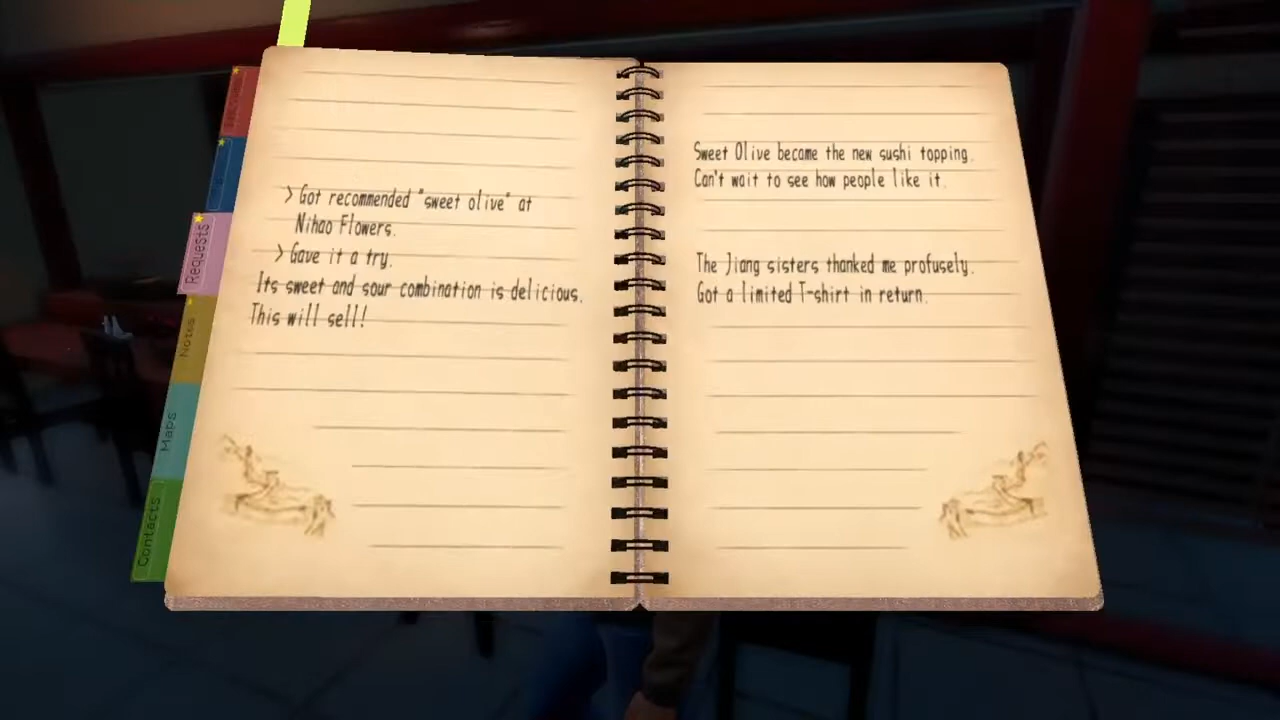 > Got recommended "sweet olive" at
Nihao Flowers.
> Gave it a try.
Its sweet and sour combination is delicious.
This will sell!
Sweet Olive became the new sushi topping.
Can't wait to see how people like it.
The Jiang sisters thanked me profusely.
Got a limited T-shirt in return.
Requests
Notes
Maps
Contacts